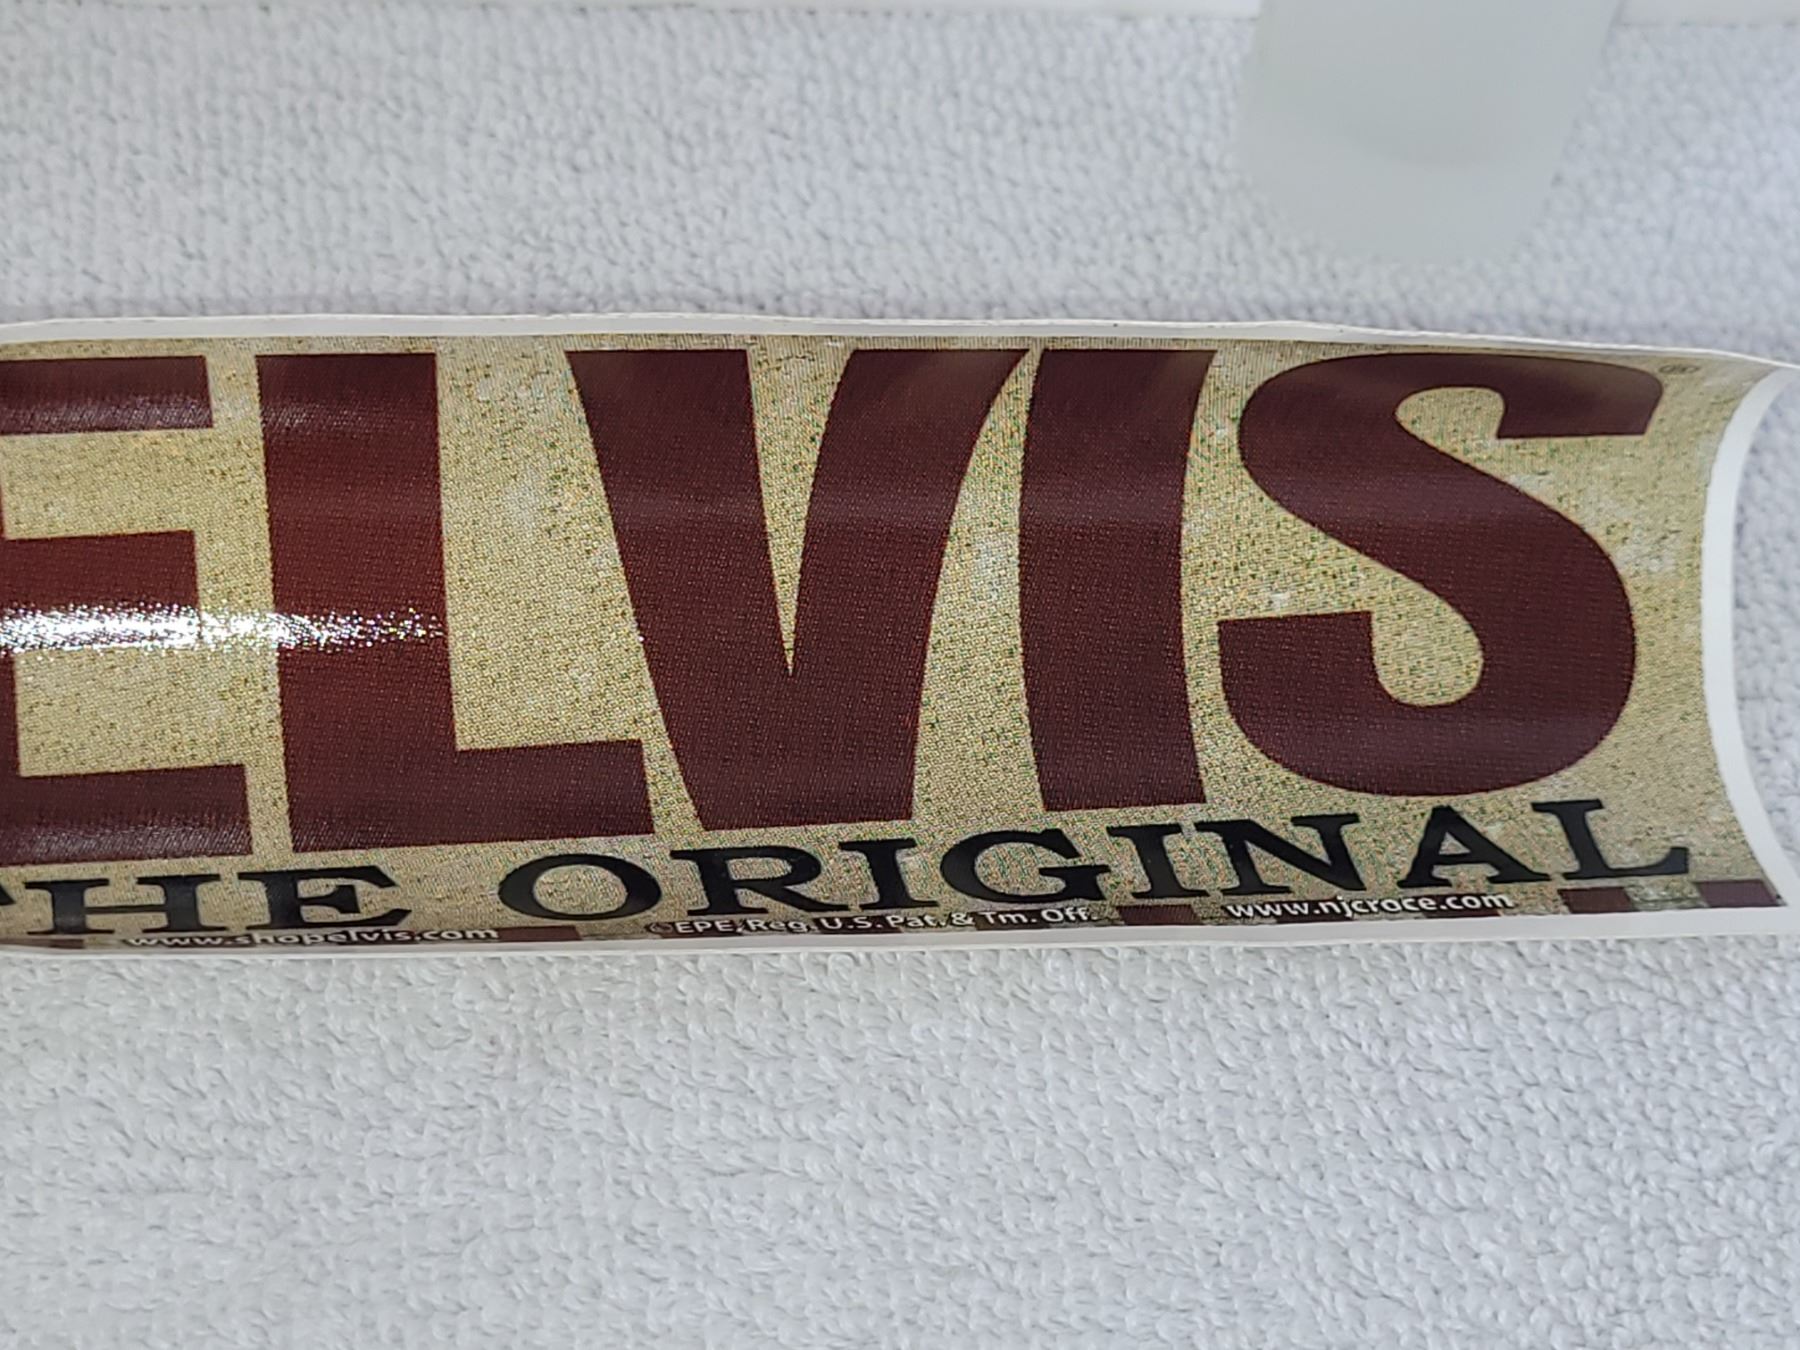 ELVIS®
THE ORIGINAL
www.shopelvis.com ©EPE, Reg. U.S. Pat. & Tm. Off. www.njcroce.com